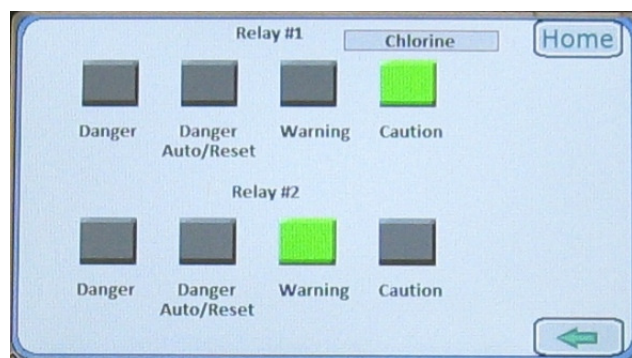 Relay #1
Chlorine
Home
Danger
Danger
Auto/Reset
Warning
Caution
Relay #2
Danger
Danger
Auto/Reset
Warning
Caution